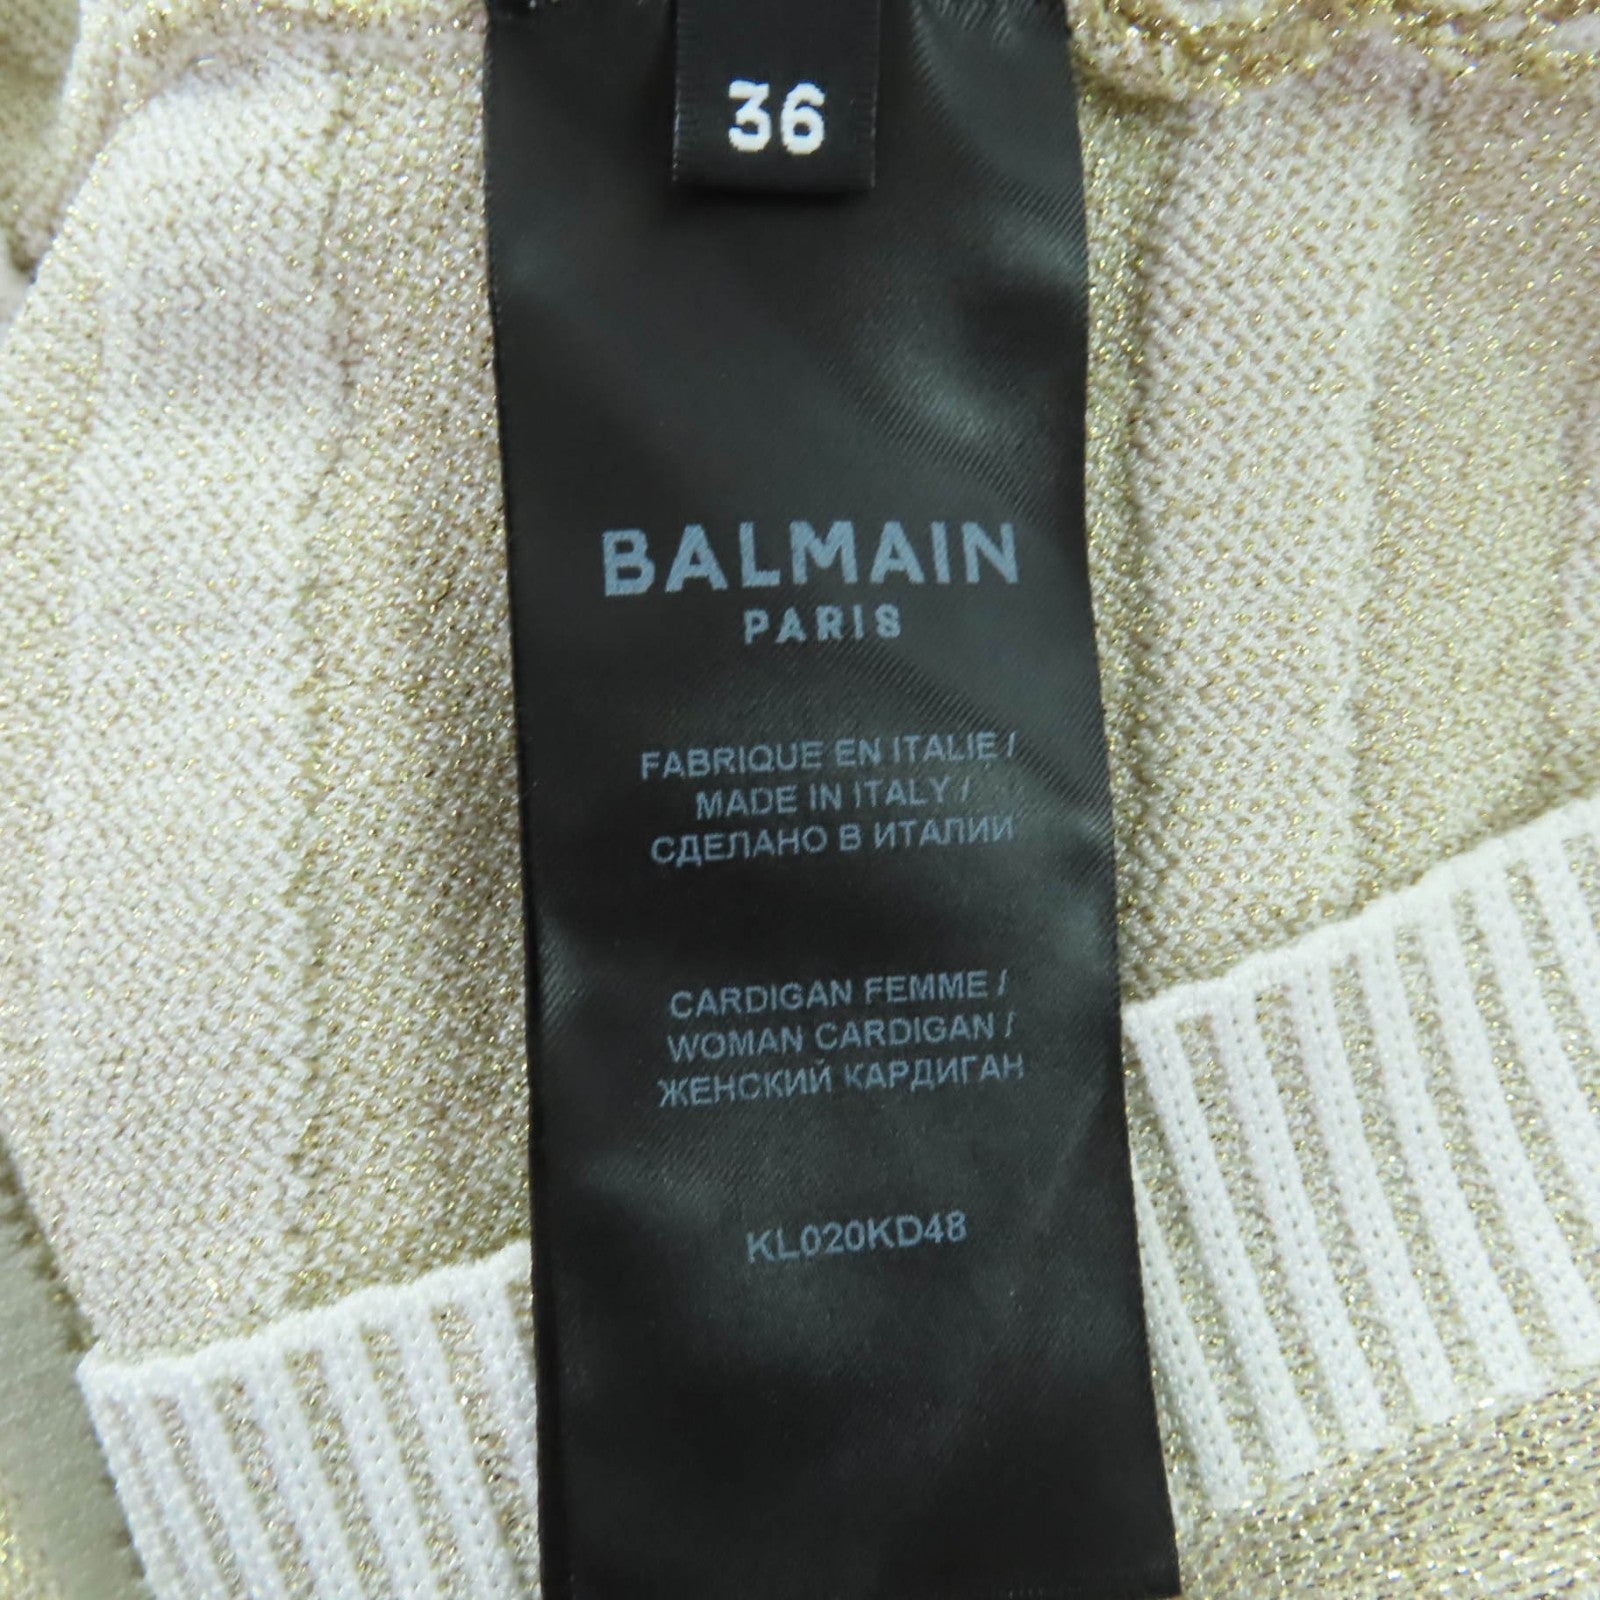 36
BALMAIN
PARIS
FABRIQUE EN ITALIE /
MADE IN ITALY /
СДЕЛАНО В ИТАЛИИ
CARDIGAN FEMME /
WOMAN CARDIGAN /
ЖЕНСКИЙ КАРДИГАН
KL020KD48